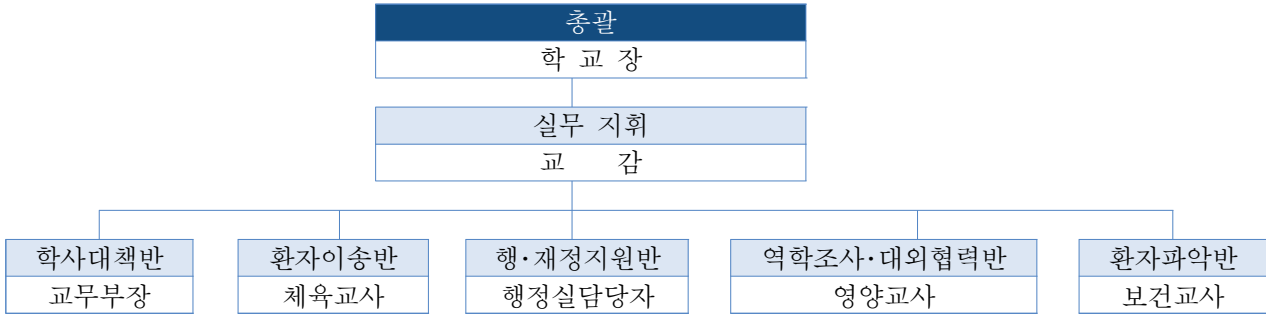 총괄
학 교 장
실무 지휘
교 감
학사대책반 환자이송반 행·재정지원반 역학조사·대외협력반 환자파악반
교무부장 체육교사 행정실담당자 영양교사 보건교사